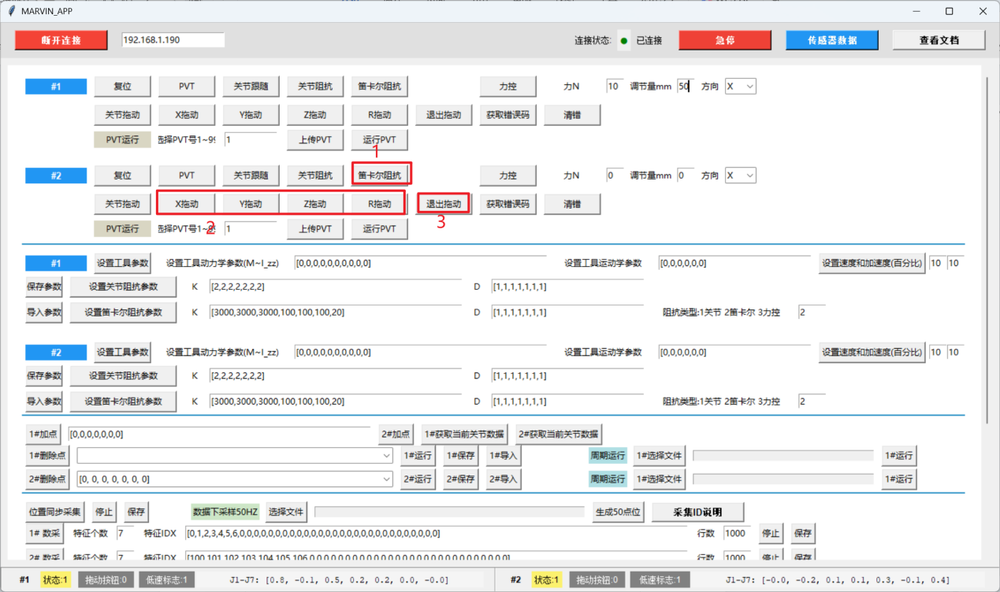 MARVIN_APP
断开连接 192.168.1.190 连接状态: 已连接 急停 传感器数据 查看文档
#1 复位 PVT 关节跟随 关节阻抗 笛卡尔阻抗 力控 力N 10 调节量mm 50 方向 X
关节拖动 X拖动 Y拖动 Z拖动 R拖动 退出拖动 获取错误码 清错
PVT运行 选择PVT号1~99 1 上传PVT 运行PVT
1
#2 复位 PVT 关节跟随 关节阻抗 笛卡尔阻抗 力控 力N 0 调节量mm 0 方向 X
关节拖动 X拖动 Y拖动 Z拖动 R拖动 退出拖动 获取错误码 清错
2 3
PVT运行 选择PVT号1~99 1 上传PVT 运行PVT
#1 设置工具参数 设置工具动力学参数(M~I_zz) [0,0,0,0,0,0,0,0,0,0] 设置工具运动学参数 [0,0,0,0,0,0] 设置速度和加速度(百分比) 10 10
保存参数 设置关节阻抗参数 K [2,2,2,2,2,2,2] D [1,1,1,1,1,1,1]
导入参数 设置笛卡尔阻抗参数 K [3000,3000,3000,100,100,100,20] D [1,1,1,1,1,1,1] 阻抗类型:1关节 2笛卡尔 3力控 2
#2 设置工具参数 设置工具动力学参数(M~I_zz) [0,0,0,0,0,0,0,0,0,0] 设置工具运动学参数 [0,0,0,0,0,0] 设置速度和加速度(百分比) 10 10
保存参数 设置关节阻抗参数 K [2,2,2,2,2,2,2] D [1,1,1,1,1,1,1]
导入参数 设置笛卡尔阻抗参数 K [3000,3000,3000,100,100,100,20] D [1,1,1,1,1,1,1] 阻抗类型:1关节 2笛卡尔 3力控 2
1#加点 [0,0,0,0,0,0,0] 2#加点 1#获取当前关节数据 2#获取当前关节数据
1#删除点 1#运行 1#保存 1#导入 周期运行 1#选择文件 1#运行
2#删除点 [0, 0, 0, 0, 0, 0, 0] 2#运行 2#保存 2#导入 周期运行 1#选择文件 1#运行
位置同步采集 停止 保存 数据下采样50HZ 选择文件 生成50点位 采集ID说明
1# 数采 特征个数 7 特征IDX [0,1,2,3,4,5,6,0,0,0,0,0,0,0,0,0,0,0,0,0,0,0,0,0,0,0,0,0,0,0,0,0,0,0,0] 行数 1000 停止 保存
2# 数采 特征个数 7 特征IDX 行数 1000 停止 保存
#1 状态:1 拖动按钮:0 低速标志:1 J1-J7: [0.8, -0.1, 0.5, 0.2, 0.2, 0.0, -0.0] #2 状态:1 拖动按钮:0 低速标志:1 J1-J7: [-0.0, -0.2, 0.1, 0.1, 0.3, -0.1, 0.4]